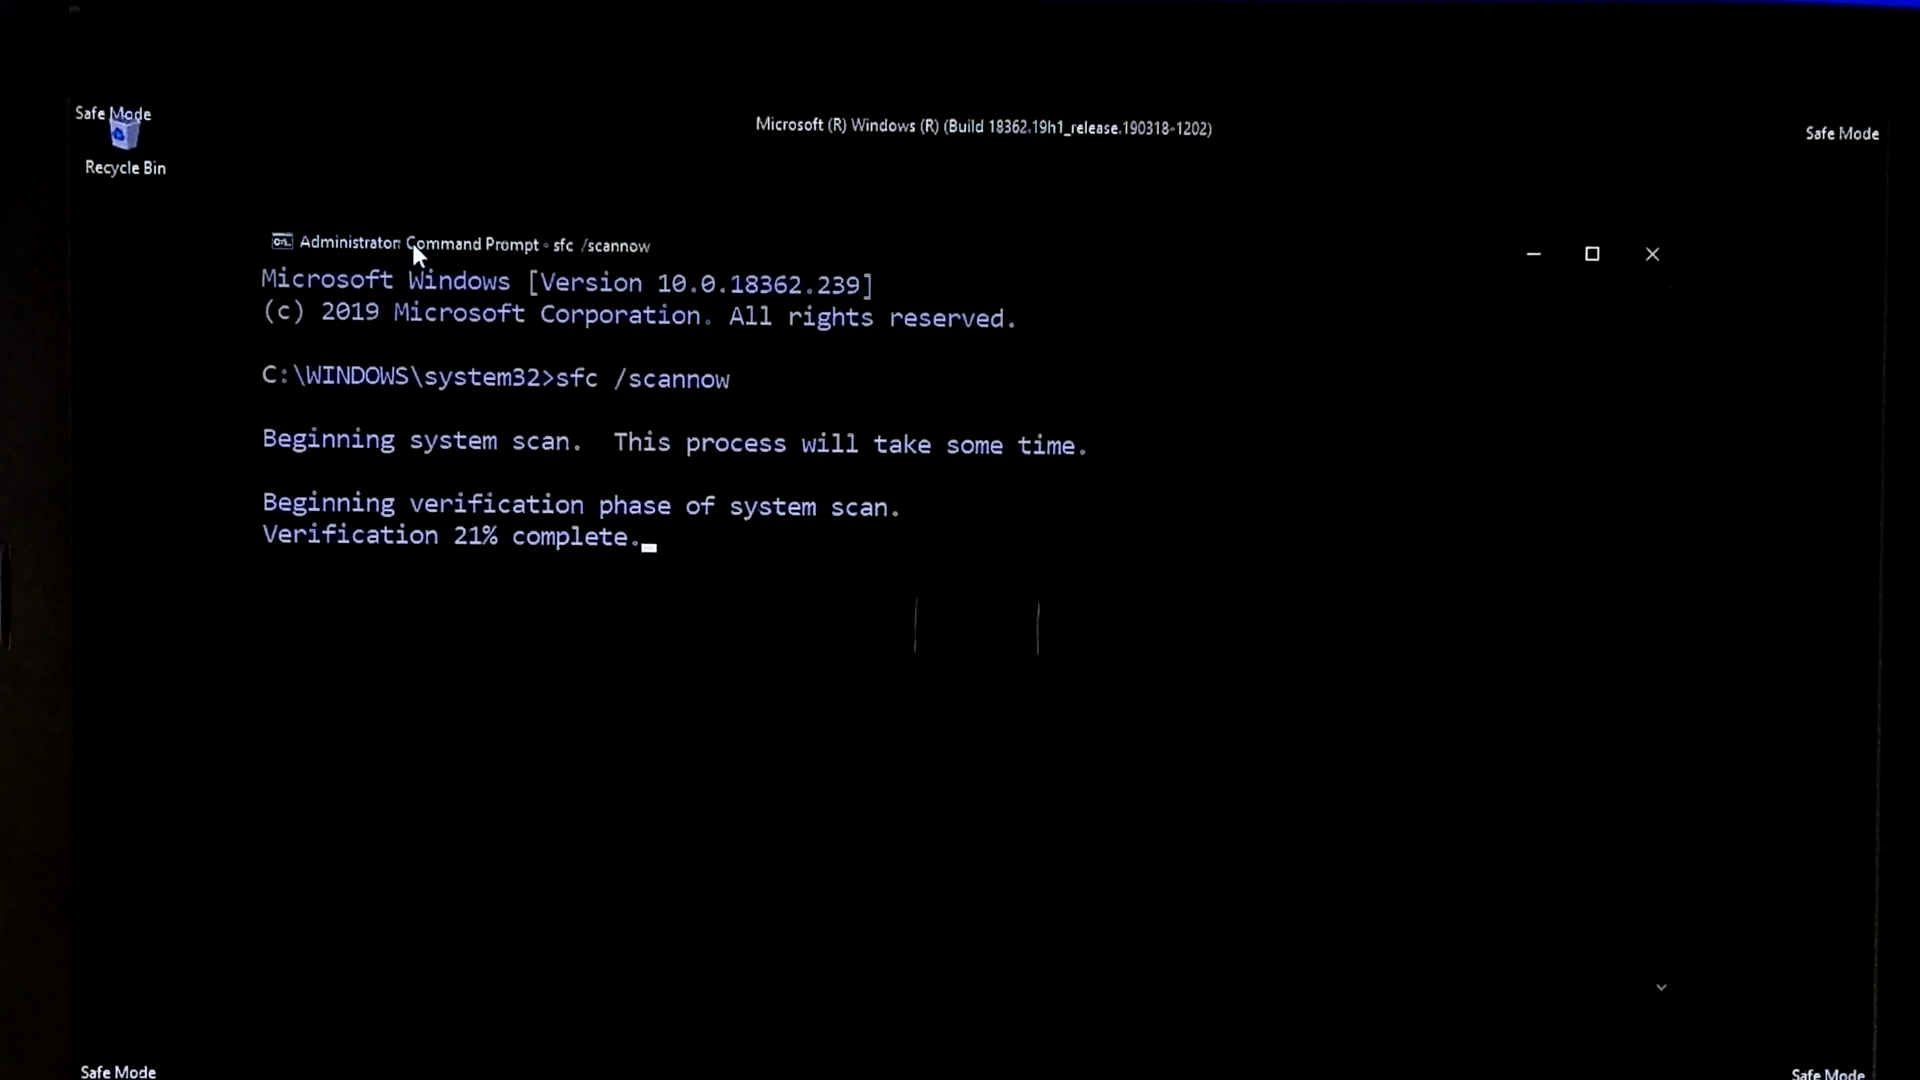 Safe Mode
Microsoft (R) Windows (R) (Build 18362.19h1_release.190318-1202)
Safe Mode
Recycle Bin
Administrator: Command Prompt - sfc /scannow
Microsoft Windows [Version 10.0.18362.239]
(c) 2019 Microsoft Corporation. All rights reserved.
C:\WINDOWS\system32>sfc /scannow
Beginning system scan.  This process will take some time.
Beginning verification phase of system scan.
Verification 21% complete.
Safe Mode
Safe Mode